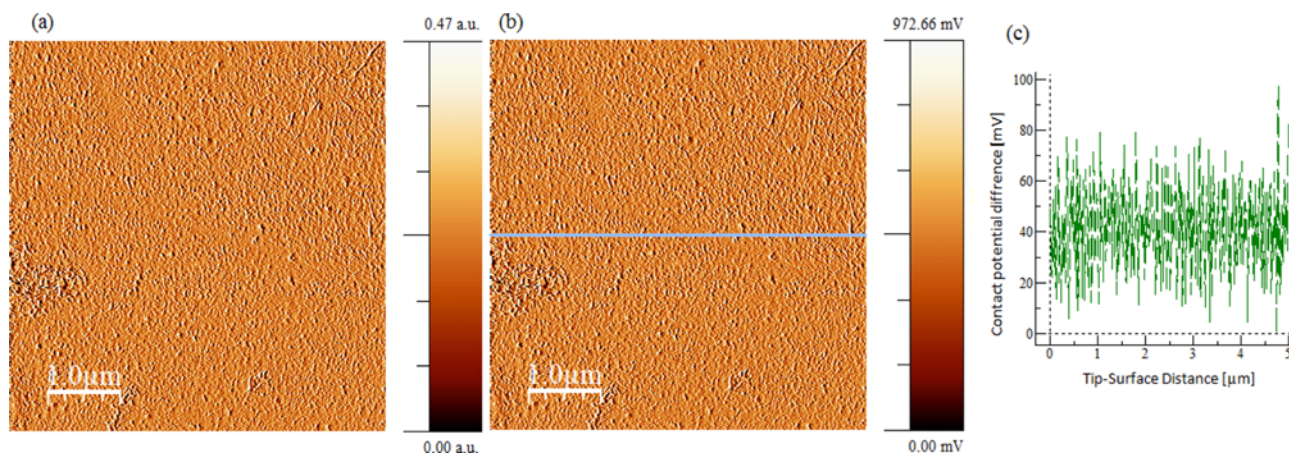 (a)
0.47 a.u.
1.0μm
0.00 a.u.
(b)
972.66 mV
1.0μm
0.00 mV
(c)
Contact potential diffrence [mV]
100
80
60
40
20
0
0 1 2 3 4 5
Tip-Surface Distance [μm]